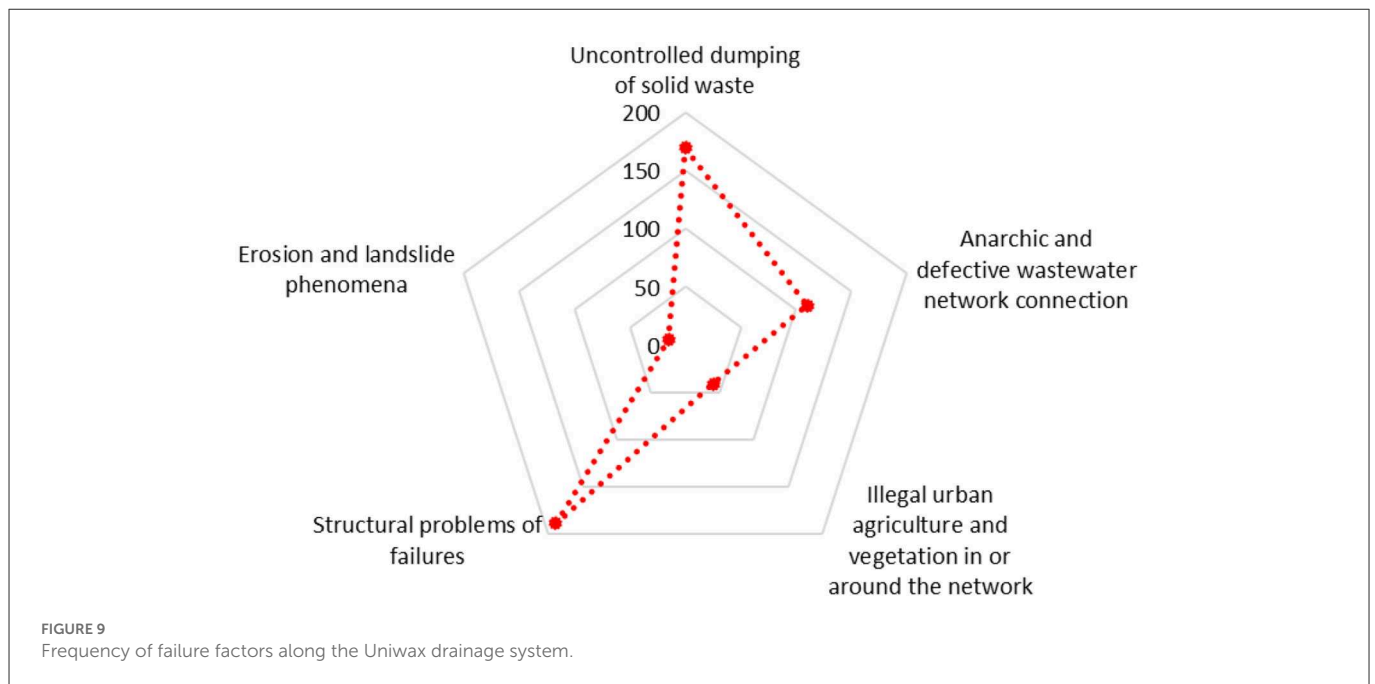 Uncontrolled dumping
of solid waste
200
150
100
50
0
Anarchic and
defective wastewater
network connection
Erosion and landslide
phenomena
Illegal urban
agriculture and
vegetation in or
around the network
Structural problems of
failures
FIGURE 9
Frequency of failure factors along the Uniwax drainage system.